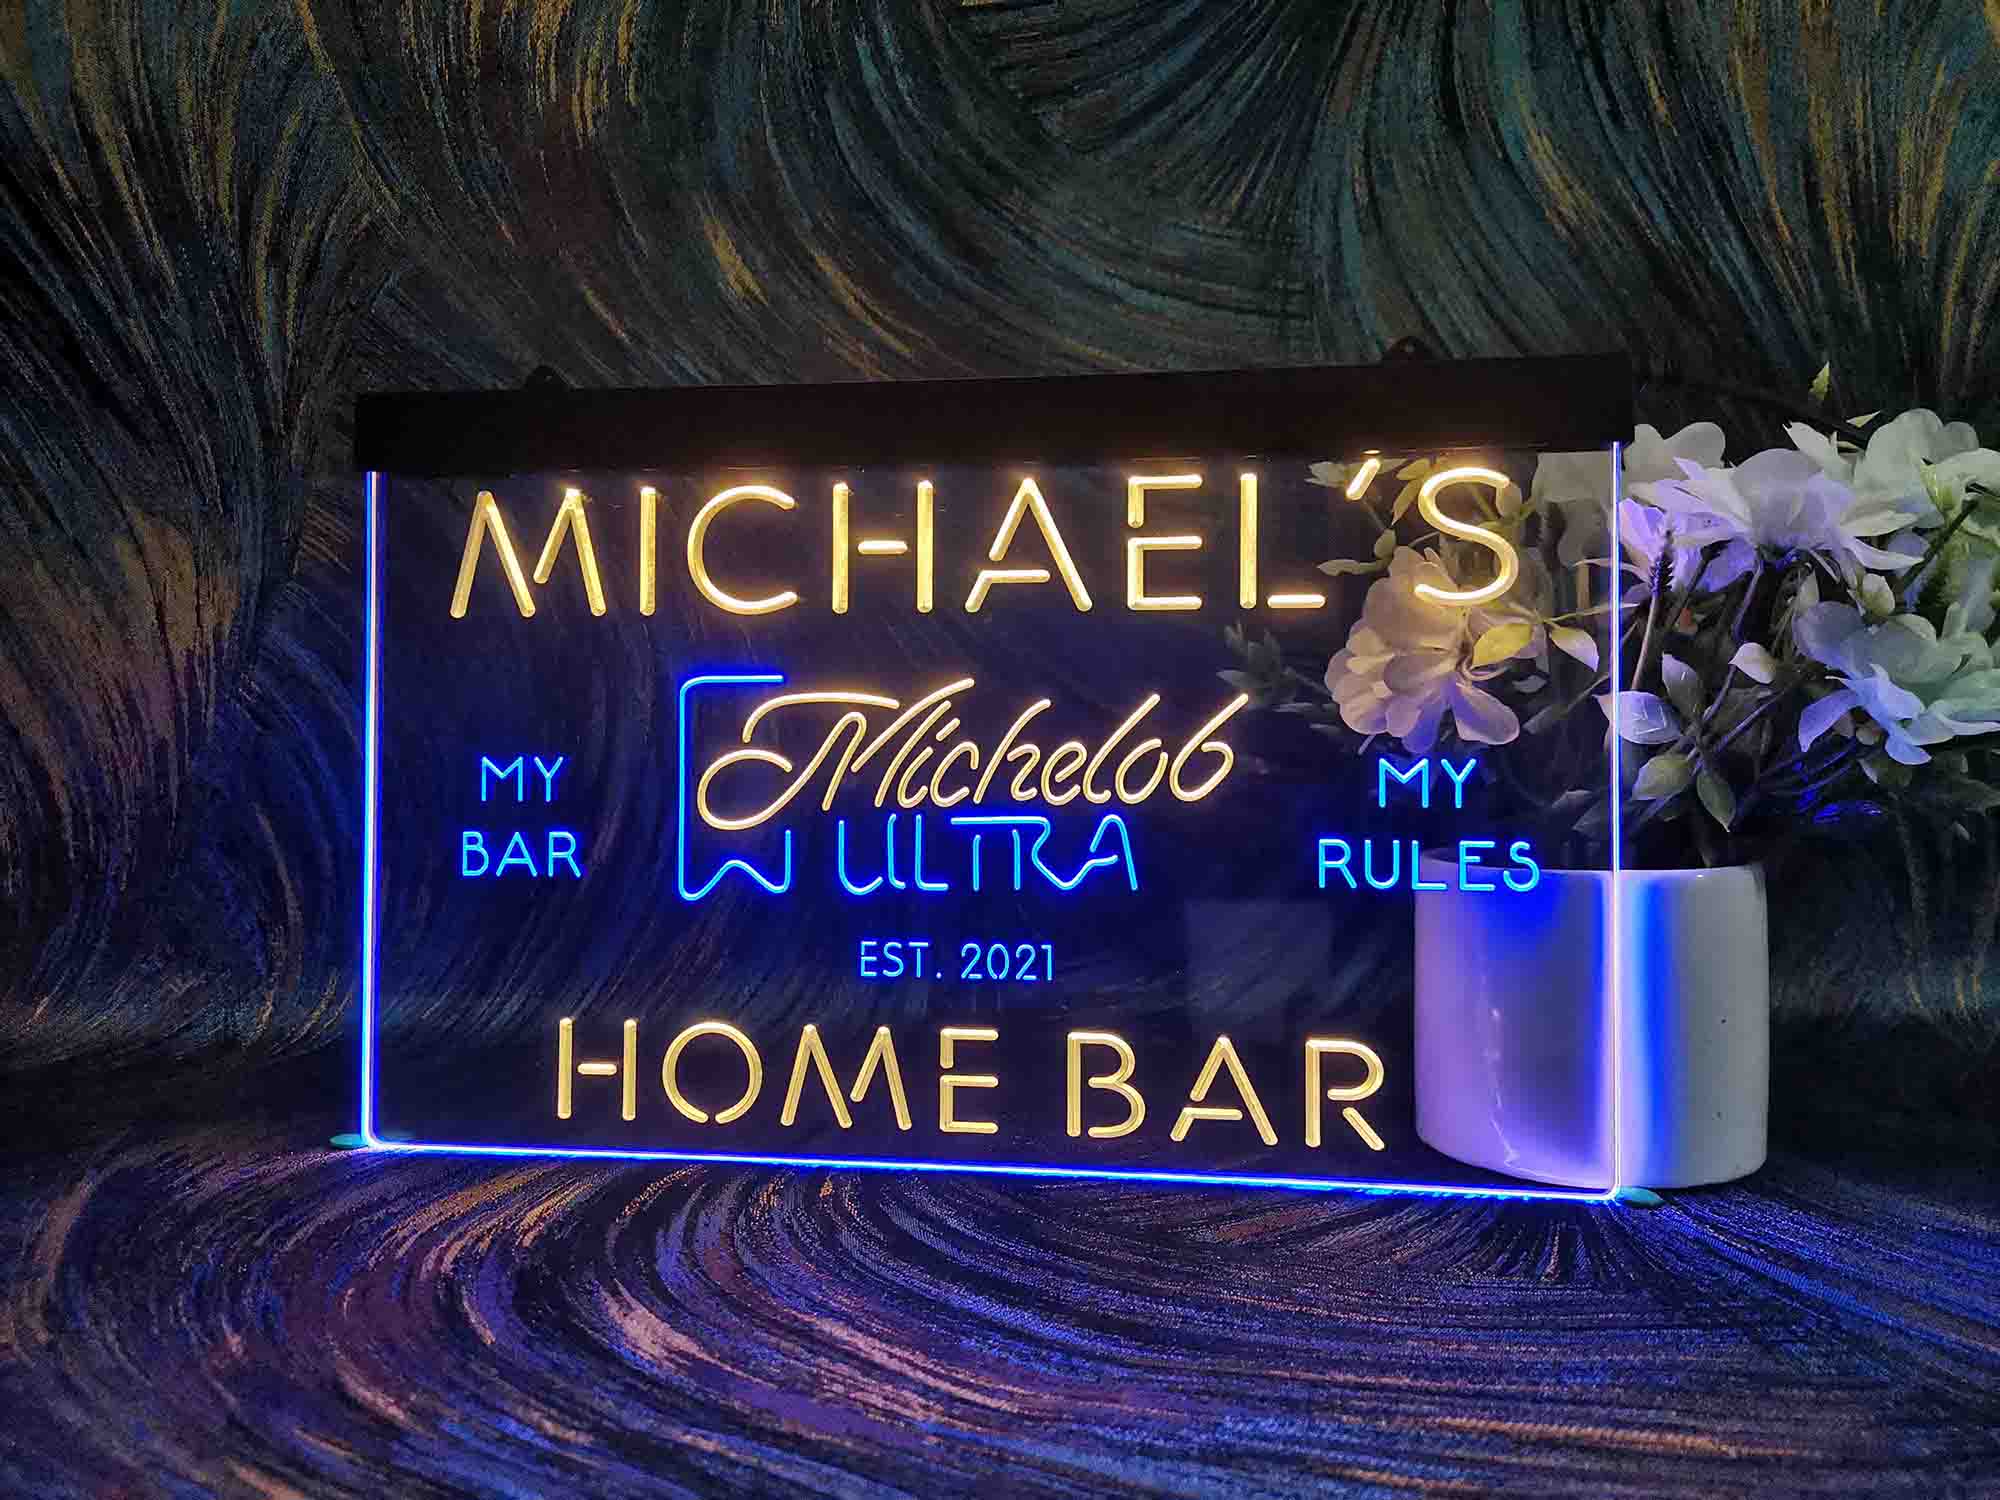 MICHAEL'S
Michelob
MY
BAR
ULTRA
MY
RULES
EST. 2021
HOME BAR